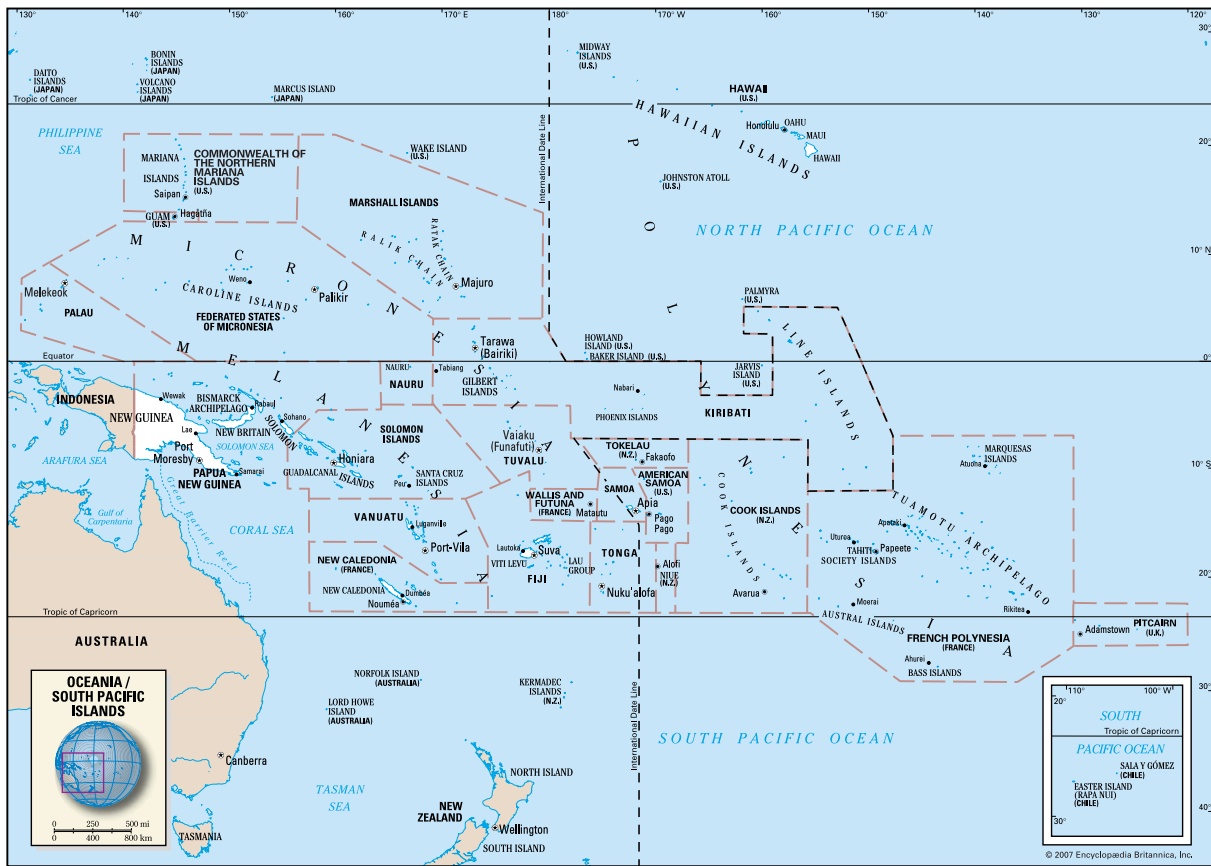 130°
140°
150°
160°
170° E
180°
170° W
160°
150°
140°
130°
120°
30°
30°
BONIN
ISLANDS
(JAPAN)
DAITO
ISLANDS
(JAPAN)
VOLCANO
ISLANDS
(JAPAN)
MARCUS ISLAND
(JAPAN)
MIDWAY
ISLANDS
(U.S.)
HAWAII
(U.S.)
Tropic of Cancer
HAWAIIAN ISLANDS
Honolulu
OAHU
MAUI
HAWAII
PHILIPPINE
SEA
20°
MARIANA
ISLANDS
COMMONWEALTH OF
THE NORTHERN
MARIANA
ISLANDS
(U.S.)
Saipan
Hagåtña
GUAM
(U.S.)
WAKE ISLAND
(U.S.)
International Date Line
JOHNSTON ATOLL
(U.S.)
POLYNESIA
NORTH PACIFIC OCEAN
MARSHALL ISLANDS
RATAK CHAIN
RALIK CHAIN
Majuro
MICRONESIA
10°
Melekeok
PALAU
Weno
CAROLINE ISLANDS
Palikir
FEDERATED STATES
OF MICRONESIA
PALMYRA
(U.S.)
Tarawa
(Bairiki)
HOWLAND
ISLAND (U.S.)
BAKER ISLAND (U.S.)
LINE ISLANDS
Equator
0°
MELANESIA
NAURU
NAURU
Tabiang
GILBERT
ISLANDS
JARVIS
ISLAND
(U.S.)
Nabari
PHOENIX ISLANDS
KIRIBATI
INDONESIA
NEW GUINEA
Wewak
BISMARCK
ARCHIPELAGO
Rabaul
Lae
NEW BRITAIN
Sohano
SOLOMON SEA
SOLOMON ISLANDS
SOLOMON
ISLANDS
Port
Moresby
Samarai
PAPUA
NEW GUINEA
ARAFURA SEA
GUADALCANAL
Honiara
Peu
SANTA CRUZ
ISLANDS
Vaiaku
(Funafuti)
TUVALU
TOKELAU
(N.Z.)
Fakaofo
AMERICAN
SAMOA
(U.S.)
SAMOA
Apia
Pago
Pago
WALLIS AND
FUTUNA
(FRANCE)
Matautu
COOK ISLANDS
COOK ISLANDS
(N.Z.)
MARQUESAS
ISLANDS
Atuona
10°
TUAMOTU ARCHIPELAGO
Apataki
Uturoa
TAHITI
Papeete
SOCIETY ISLANDS
Gulf of
Carpentaria
Great Barrier Reef
CORAL SEA
VANUATU
Luganville
Port-Vila
Lautoka
Suva
VITI LEVU
LAU
GROUP
FIJI
TONGA
Nuku'alofa
Alofi
NIUE
(N.Z.)
Avarua
NEW CALEDONIA
(FRANCE)
NEW CALEDONIA
Dumbéa
Nouméa
20°
Moerai
AUSTRAL ISLANDS
Rikitea
Tropic of Capricorn
FRENCH POLYNESIA
(FRANCE)
Ahurei
BASS ISLANDS
Adamstown
PITCAIRN
(U.K.)
AUSTRALIA
Canberra
NORFOLK ISLAND
(AUSTRALIA)
LORD HOWE
ISLAND
(AUSTRALIA)
KERMADEC
ISLANDS
(N.Z.)
International Date Line
SOUTH PACIFIC OCEAN
TASMAN
SEA
NORTH ISLAND
NEW
ZEALAND
Wellington
SOUTH ISLAND
TASMANIA
OCEANIA /
SOUTH PACIFIC
ISLANDS
0 250 500 mi
0 400 800 km
110°
100° W
20°
SOUTH
Tropic of Capricorn
PACIFIC OCEAN
SALA Y GÓMEZ
(CHILE)
EASTER ISLAND
(RAPA NUI)
(CHILE)
30°
© 2007 Encyclopædia Britannica, Inc.